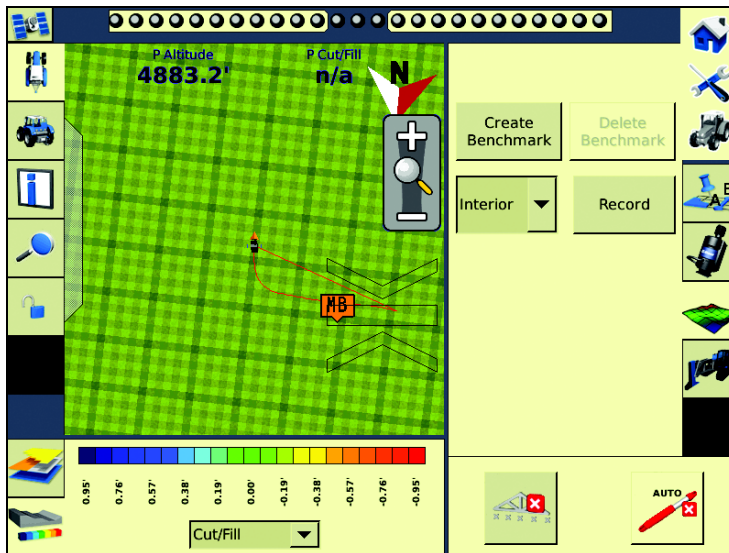 P Altitude
4883.2'
P Cut/Fill
n/a
N
MB
Create
Benchmark
Delete
Benchmark
Interior
Record
A
B
0.95'
0.76'
0.57'
0.38'
0.19'
0.00'
-0.19'
-0.38'
-0.57'
-0.76'
-0.95'
Cut/Fill
AUTO